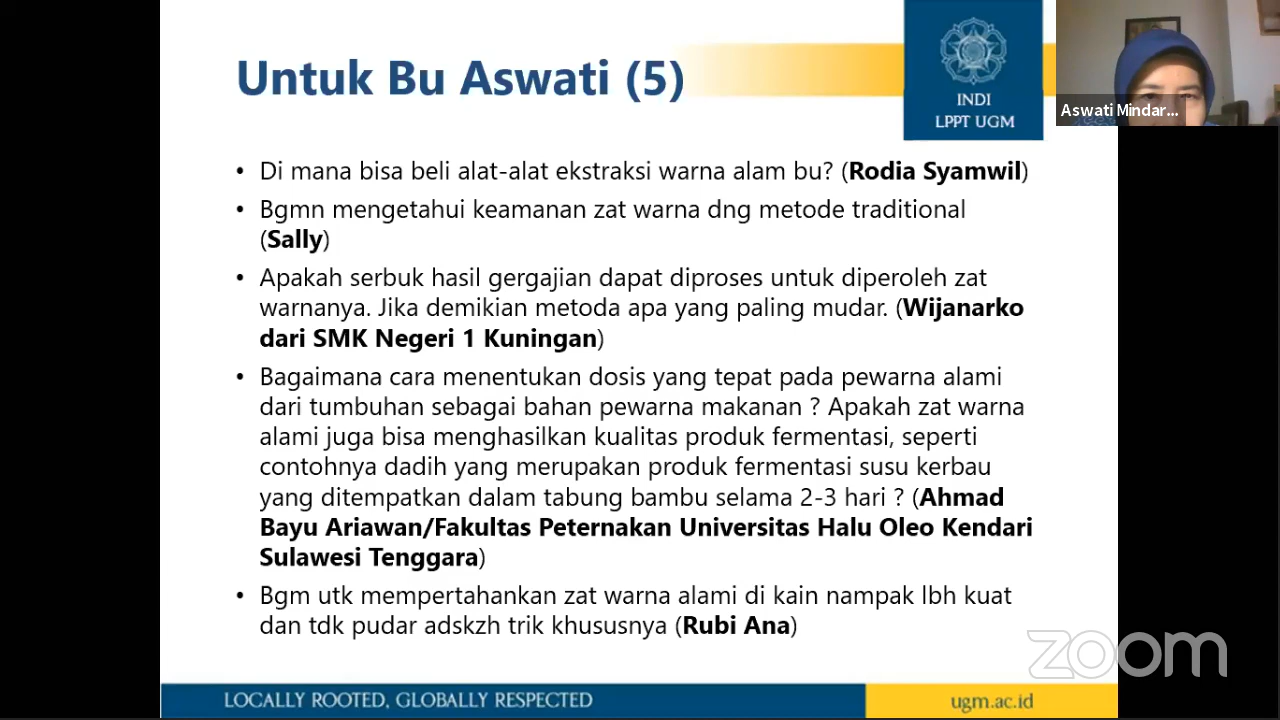 Untuk Bu Aswati (5)
INDI
LPPT UGM
Aswati Mindar...
• Di mana bisa beli alat-alat ekstraksi warna alam bu? (Rodia Syamwil)
• Bgmn mengetahui keamanan zat warna dng metode traditional
(Sally)
• Apakah serbuk hasil gergajian dapat diproses untuk diperoleh zat
warnanya. Jika demikian metoda apa yang paling mudar. (Wijanarko
dari SMK Negeri 1 Kuningan)
• Bagaimana cara menentukan dosis yang tepat pada pewarna alami
dari tumbuhan sebagai bahan pewarna makanan ? Apakah zat warna
alami juga bisa menghasilkan kualitas produk fermentasi, seperti
contohnya dadih yang merupakan produk fermentasi susu kerbau
yang ditempatkan dalam tabung bambu selama 2-3 hari ? (Ahmad
Bayu Ariawan/Fakultas Peternakan Universitas Halu Oleo Kendari
Sulawesi Tenggara)
• Bgm utk mempertahankan zat warna alami di kain nampak lbh kuat
dan tdk pudar adskzh trik khususnya (Rubi Ana)
zoom
LOCALLY ROOTED, GLOBALLY RESPECTED
ugm.ac.id